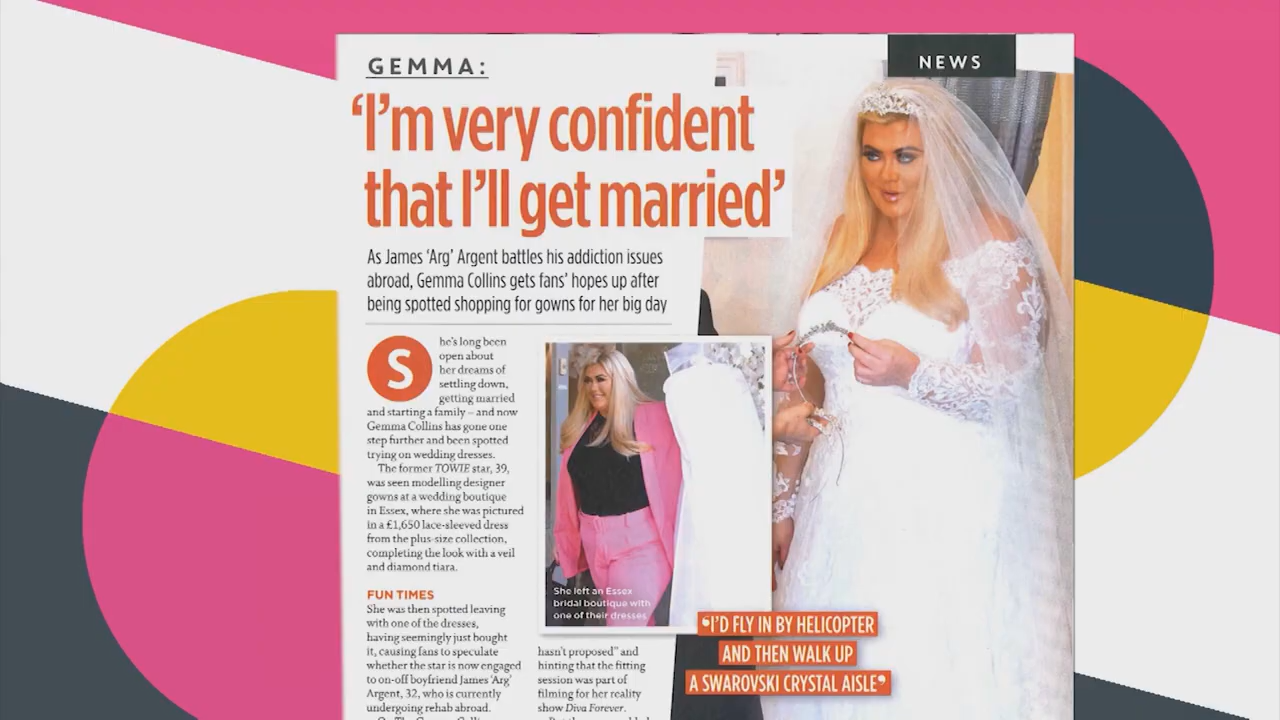 GEMMA:
NEWS
‘I’m very confident
that I’ll get married’
As James ‘Arg’ Argent battles his addiction issues
abroad, Gemma Collins gets fans’ hopes up after
being spotted shopping for gowns for her big day
S
he’s long been
open about
her dreams of
settling down,
getting married
and starting a family – and now
Gemma Collins has gone one
step further and been spotted
trying on wedding dresses.
The former TOWIE star, 39,
was seen modelling designer
gowns at a wedding boutique
in Essex, where she was pictured
in a £1,650 lace-sleeved dress
from the plus-size collection,
completing the look with a veil
and diamond tiara.
FUN TIMES
She was then spotted leaving
with one of the dresses,
having seemingly just bought
it, causing fans to speculate
whether the star is now engaged
to on-off boyfriend James ‘Arg’
Argent, 32, who is currently
undergoing rehab abroad.
She left an Essex
bridal boutique with
one of their dresses
hasn’t proposed” and
hinting that the fitting
session was part of
filming for her reality
show Diva Forever.
❛I’D FLY IN BY HELICOPTER
AND THEN WALK UP
A SWAROVSKI CRYSTAL AISLE❜